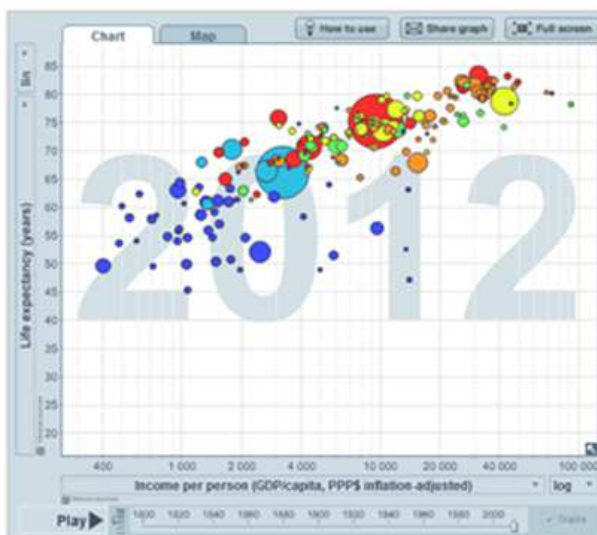 Chart
Map
How to use
Share graph
Full screen
lin
85
80
75
70
65
60
55
50
45
40
35
30
25
20
Life expectancy (years)
2012
400
1 000
2 000
4 000
10 000
20 000
40 000
100 000
Income per person (GDP/capita, PPP$ inflation-adjusted)
log
Play
1800 1820 1840 1860 1880 1900 1920 1940 1960 1980 2000
Trails